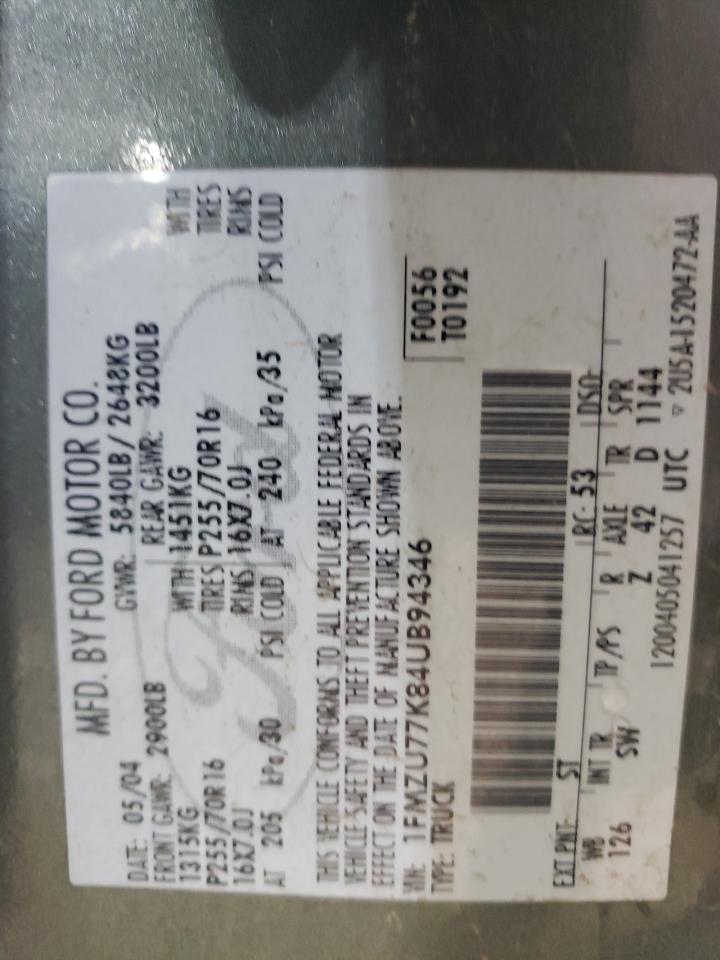 MFD. BY FORD MOTOR CO.
DATE: 05/04 GVWR: 5840LB/2648KG
FRONT GAWR: 2900LB REAR GAWR: 3200LB
1315KG WITH 1451KG WITH
P255/70R16 TIRES P255/70R16 TIRES
16X7.0J RIMS 16X7.0J RIMS
AT 205 kPa/30 PSI COLD AT 240 kPa/35 PSI COLD
THIS VEHICLE CONFORMS TO ALL APPLICABLE FEDERAL MOTOR
VEHICLE SAFETY AND THEFT PREVENTION STANDARDS IN
EFFECT ON THE DATE OF MANUFACTURE SHOWN ABOVE.
VIN: 1FMZU77K84UB94346 F0056
TYPE: TRUCK T0192
EXT PNT: ST RC: 53 DSO:
WB INT TR TP/PS R AXLE TR SPR
126 SW Z 42 D 1144
1200405041257 UTC ▽ 2U5A-1520472-AA